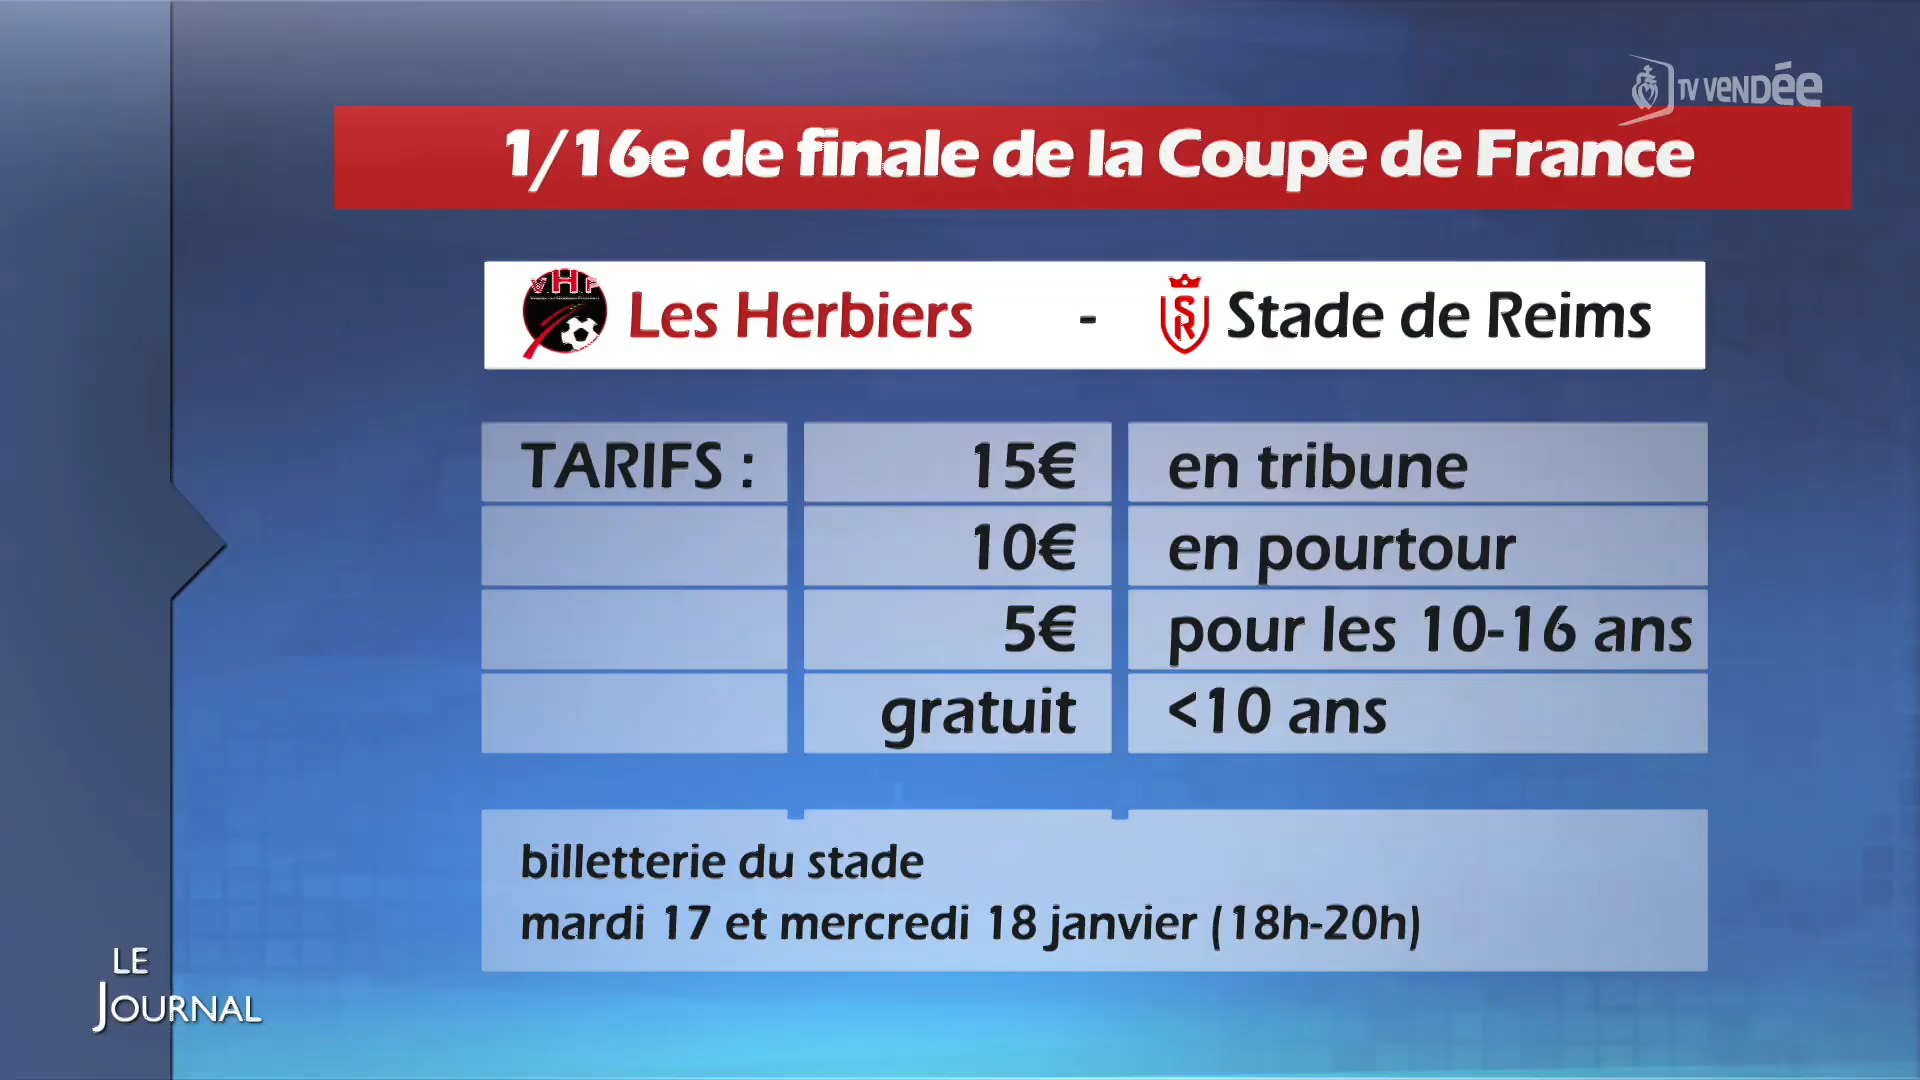 TV VENDÉE
1/16e de finale de la Coupe de France
VHF
Les Herbiers - Stade de Reims
TARIFS : 15€ en tribune
10€ en pourtour
5€ pour les 10-16 ans
gratuit <10 ans
billetterie du stade
mardi 17 et mercredi 18 janvier (18h-20h)
LE
JOURNAL